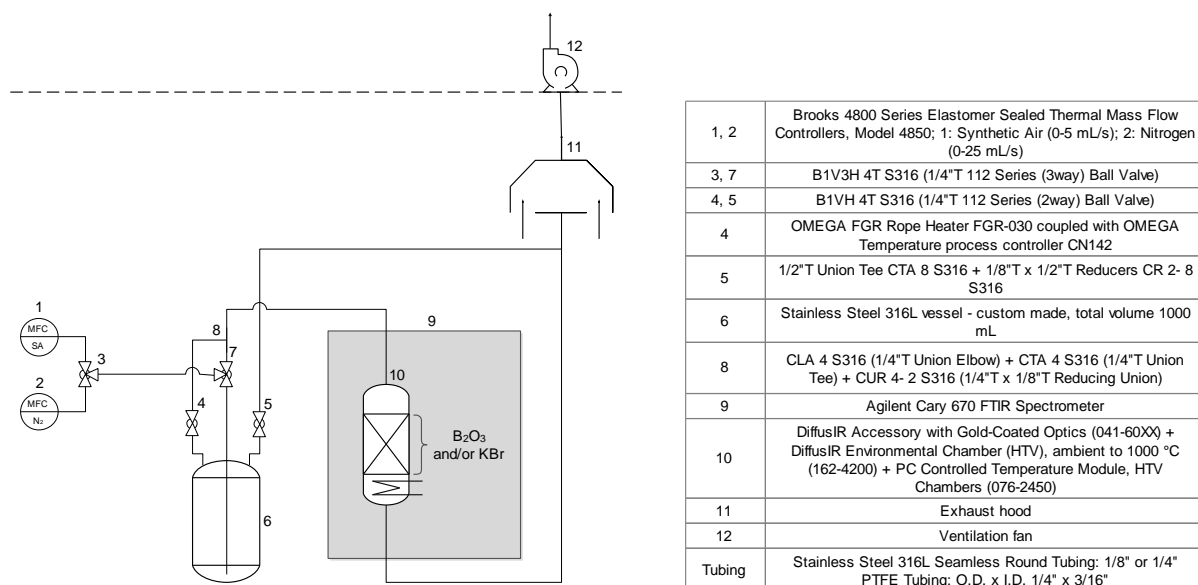 12
11
9
1
8
MFC
SA
7
3
10
2
MFC
N₂
4
5
B₂O₃
and/or KBr
6
1, 2
Brooks 4800 Series Elastomer Sealed Thermal Mass Flow
Controllers, Model 4850; 1: Synthetic Air (0-5 mL/s); 2: Nitrogen
(0-25 mL/s)
3, 7
B1V3H 4T S316 (1/4"T 112 Series (3way) Ball Valve)
4, 5
B1VH 4T S316 (1/4"T 112 Series (2way) Ball Valve)
4
OMEGA FGR Rope Heater FGR-030 coupled with OMEGA
Temperature process controller CN142
5
1/2"T Union Tee CTA 8 S316 + 1/8"T x 1/2"T Reducers CR 2- 8
S316
6
Stainless Steel 316L vessel - custom made, total volume 1000
mL
8
CLA 4 S316 (1/4"T Union Elbow) + CTA 4 S316 (1/4"T Union
Tee) + CUR 4- 2 S316 (1/4"T x 1/8"T Reducing Union)
9
Agilent Cary 670 FTIR Spectrometer
10
DiffusIR Accessory with Gold-Coated Optics (041-60XX) +
DiffusIR Environmental Chamber (HTV), ambient to 1000 °C
(162-4200) + PC Controlled Temperature Module, HTV
Chambers (076-2450)
11
Exhaust hood
12
Ventilation fan
Tubing
Stainless Steel 316L Seamless Round Tubing: 1/8" or 1/4"
PTFE Tubing: O.D. x I.D. 1/4" x 3/16"